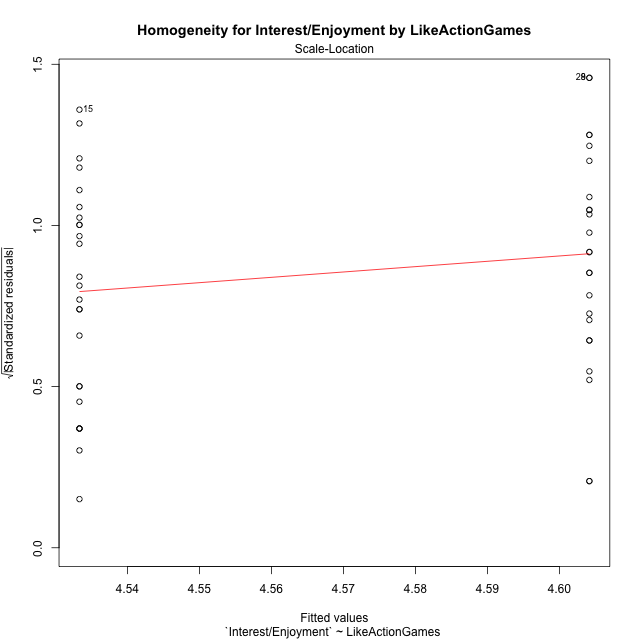 Homogeneity for Interest/Enjoyment by LikeActionGames
Scale-Location
√|Standardized residuals|
1.5
1.0
0.5
0.0
15
4.54 4.55 4.56 4.57 4.58 4.59 4.60
Fitted values
`Interest/Enjoyment` ~ LikeActionGames